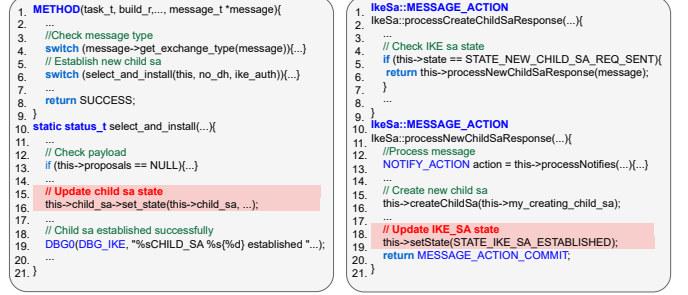 1. METHOD(task_t, build_r,..., message_t *message){
2. ...
3. //Check message type
4. switch (message->get_exchange_type(message)){...}
5. // Establish new child sa
6. switch (select_and_install(this, no_dh, ike_auth)){...}
7. ...
8. return SUCCESS;
9. }
10. static status_t select_and_install(...){
11. ...
12. // Check payload
13. if (this->proposals == NULL){...}
14. ...
15. // Update child sa state
16. this->child_sa->set_state(this->child_sa, ...);
17. ...
18. // Child sa established successfully
19. DBG0(DBG_IKE, "%sCHILD_SA %s{%d} established "...);
20. ...
21. }
1. IkeSa::MESSAGE_ACTION
2. IkeSa::processCreateChildSaResponse(...){
3. ...
4. // Check IKE sa state
5. if (this->state == STATE_NEW_CHILD_SA_REQ_SENT){
6. return this->processNewChildSaResponse(message);
7. }
8. ...
9. }
10. IkeSa::MESSAGE_ACTION
11. IkeSa::processNewChildSaResponse(...){
12. //Process message
13. NOTIFY_ACTION action = this->processNotifies(...){...}
14. ...
15. // Create new child sa
16. this->createChildSa(this->my_creating_child_sa);
17. ...
18. // Update IKE_SA state
19. this->setState(STATE_IKE_SA_ESTABLISHED);
20. return MESSAGE_ACTION_COMMIT;
21. }